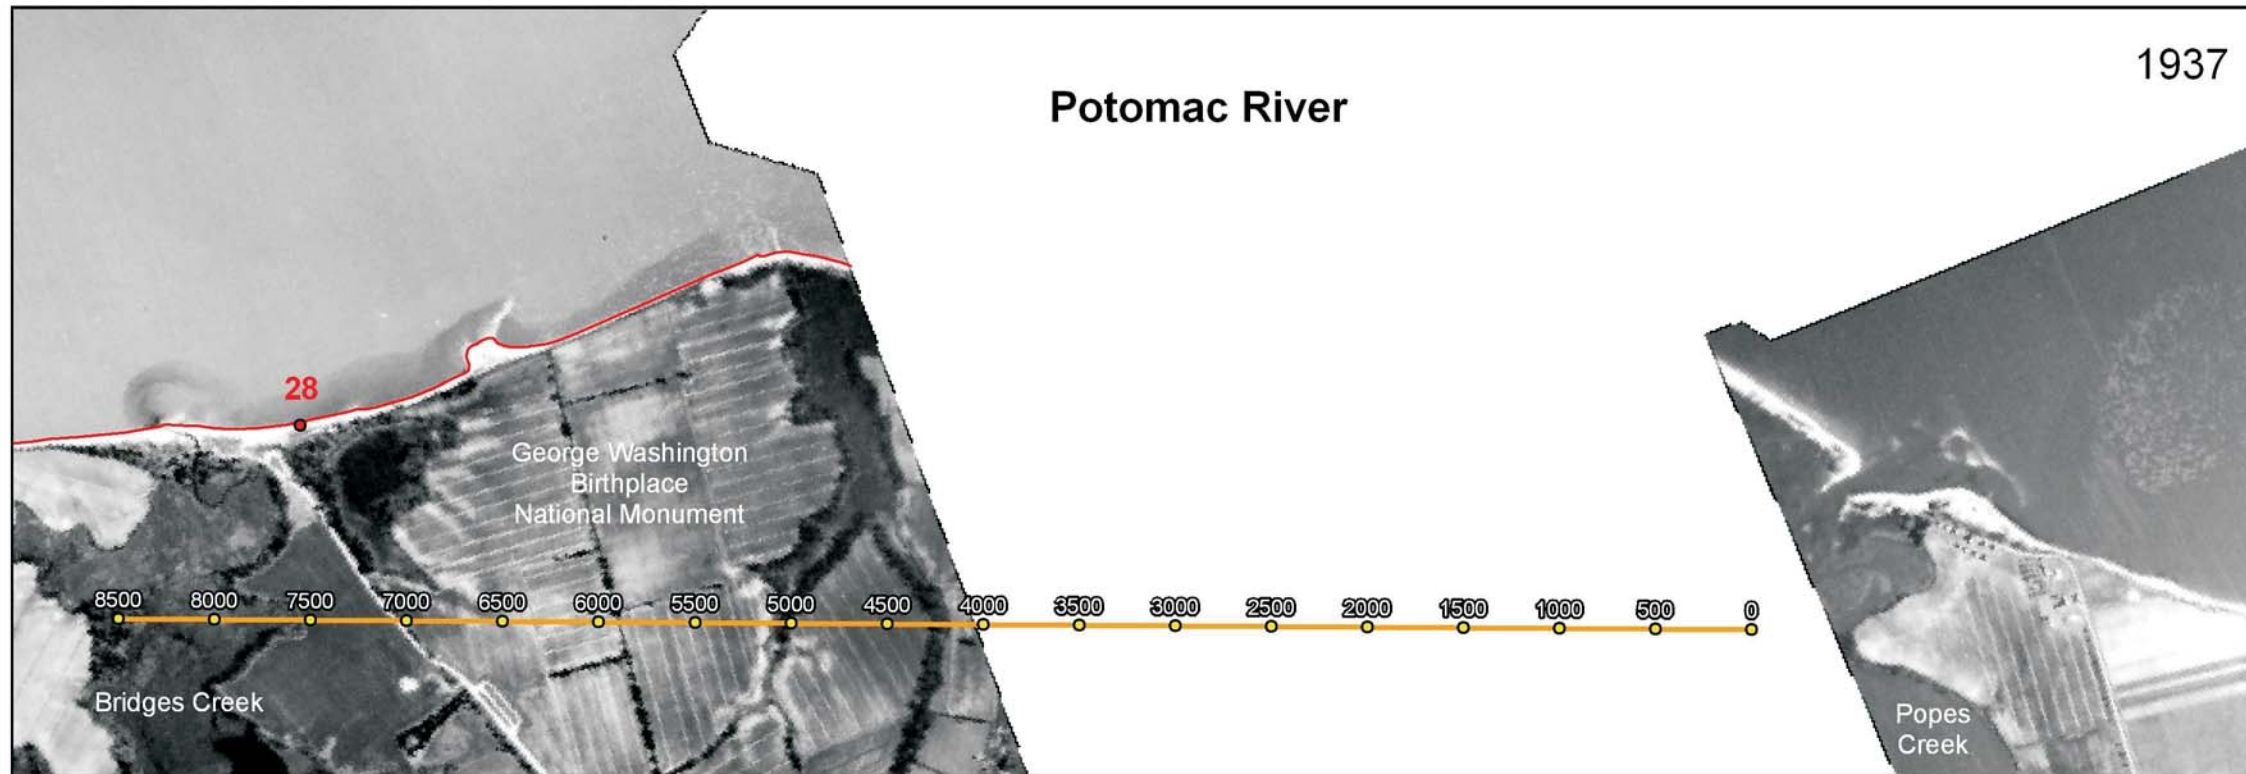 1937
Potomac River
28
George Washington
Birthplace
National Monument
8500 8000 7500 7000 6500 6000 5500 5000 4500 4000 3500 3000 2500 2000 1500 1000 500 0
Bridges Creek
Popes
Creek